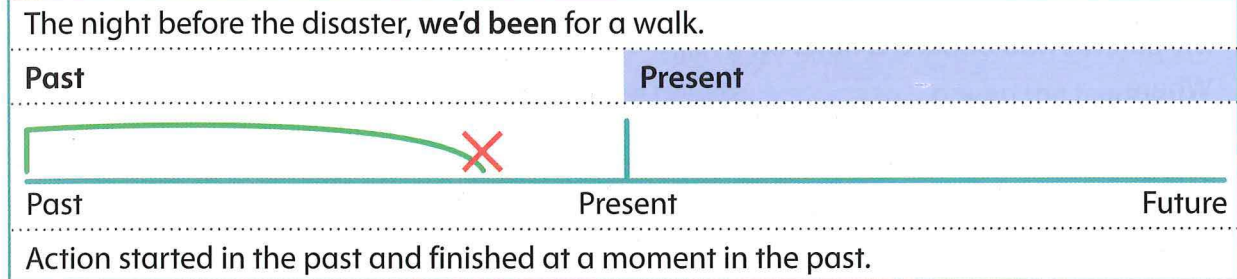 The night before the disaster, we'd been for a walk.
Past Present
Past Present Future
Action started in the past and finished at a moment in the past.